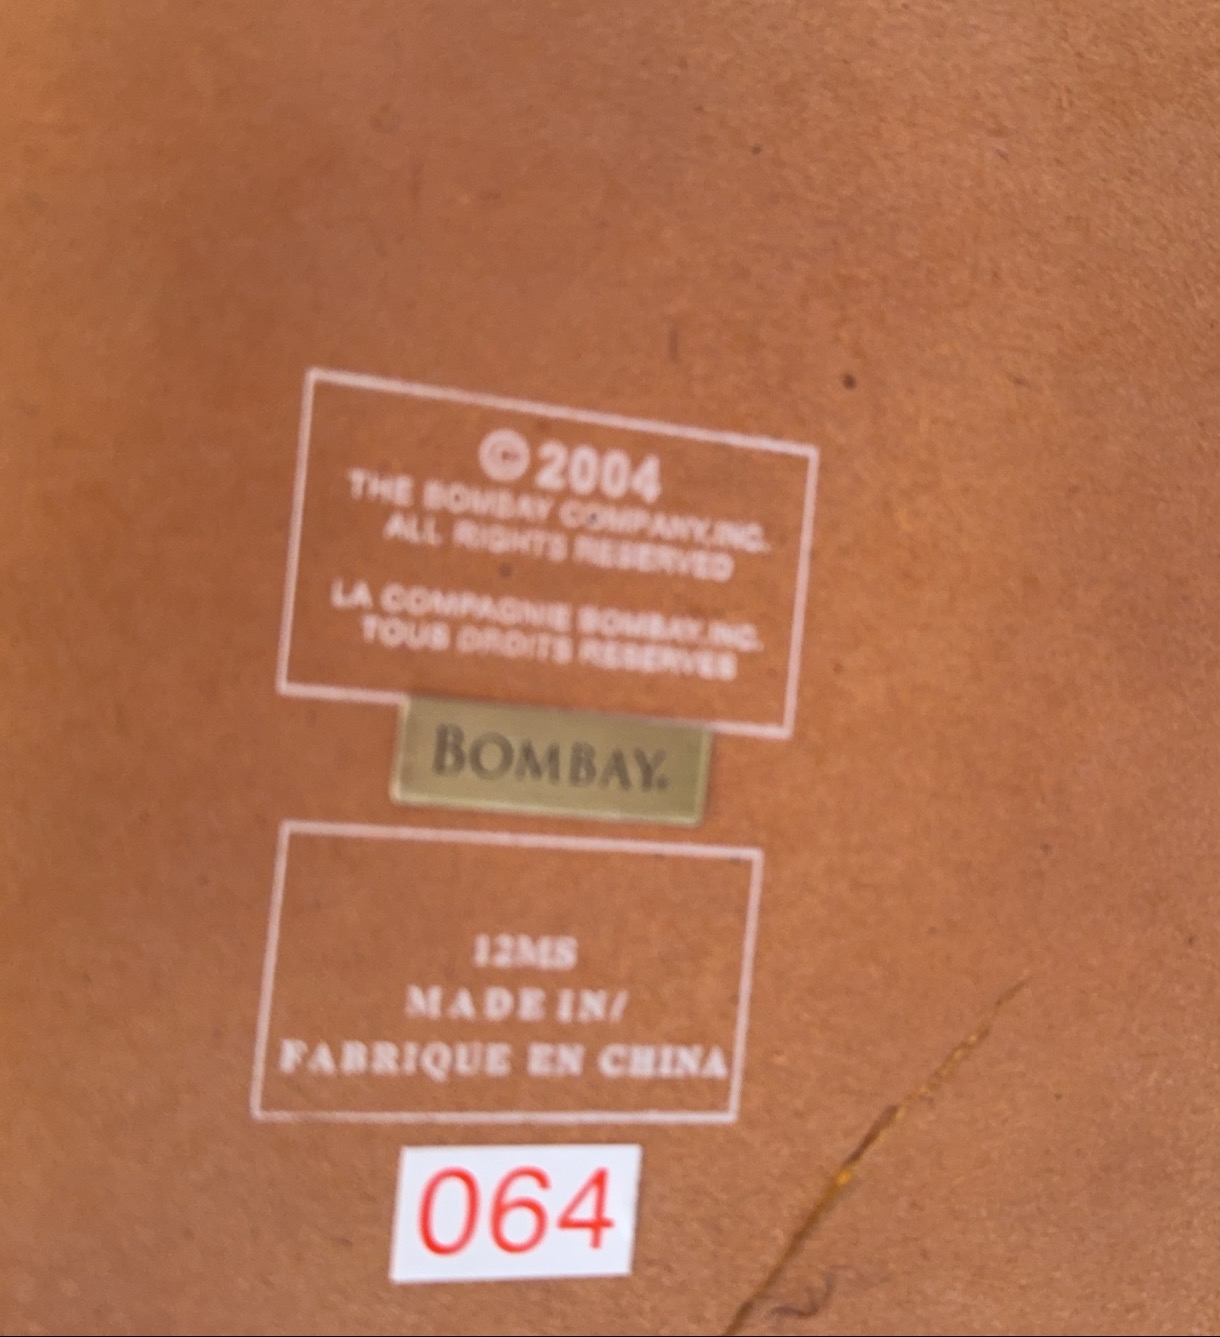 © 2004
THE BOMBAY COMPANY,INC.
ALL RIGHTS RESERVED
LA COMPAGNIE BOMBAY,INC.
TOUS DROITS RESERVES
BOMBAY.
12MS
MADE IN/
FABRIQUE EN CHINA
064